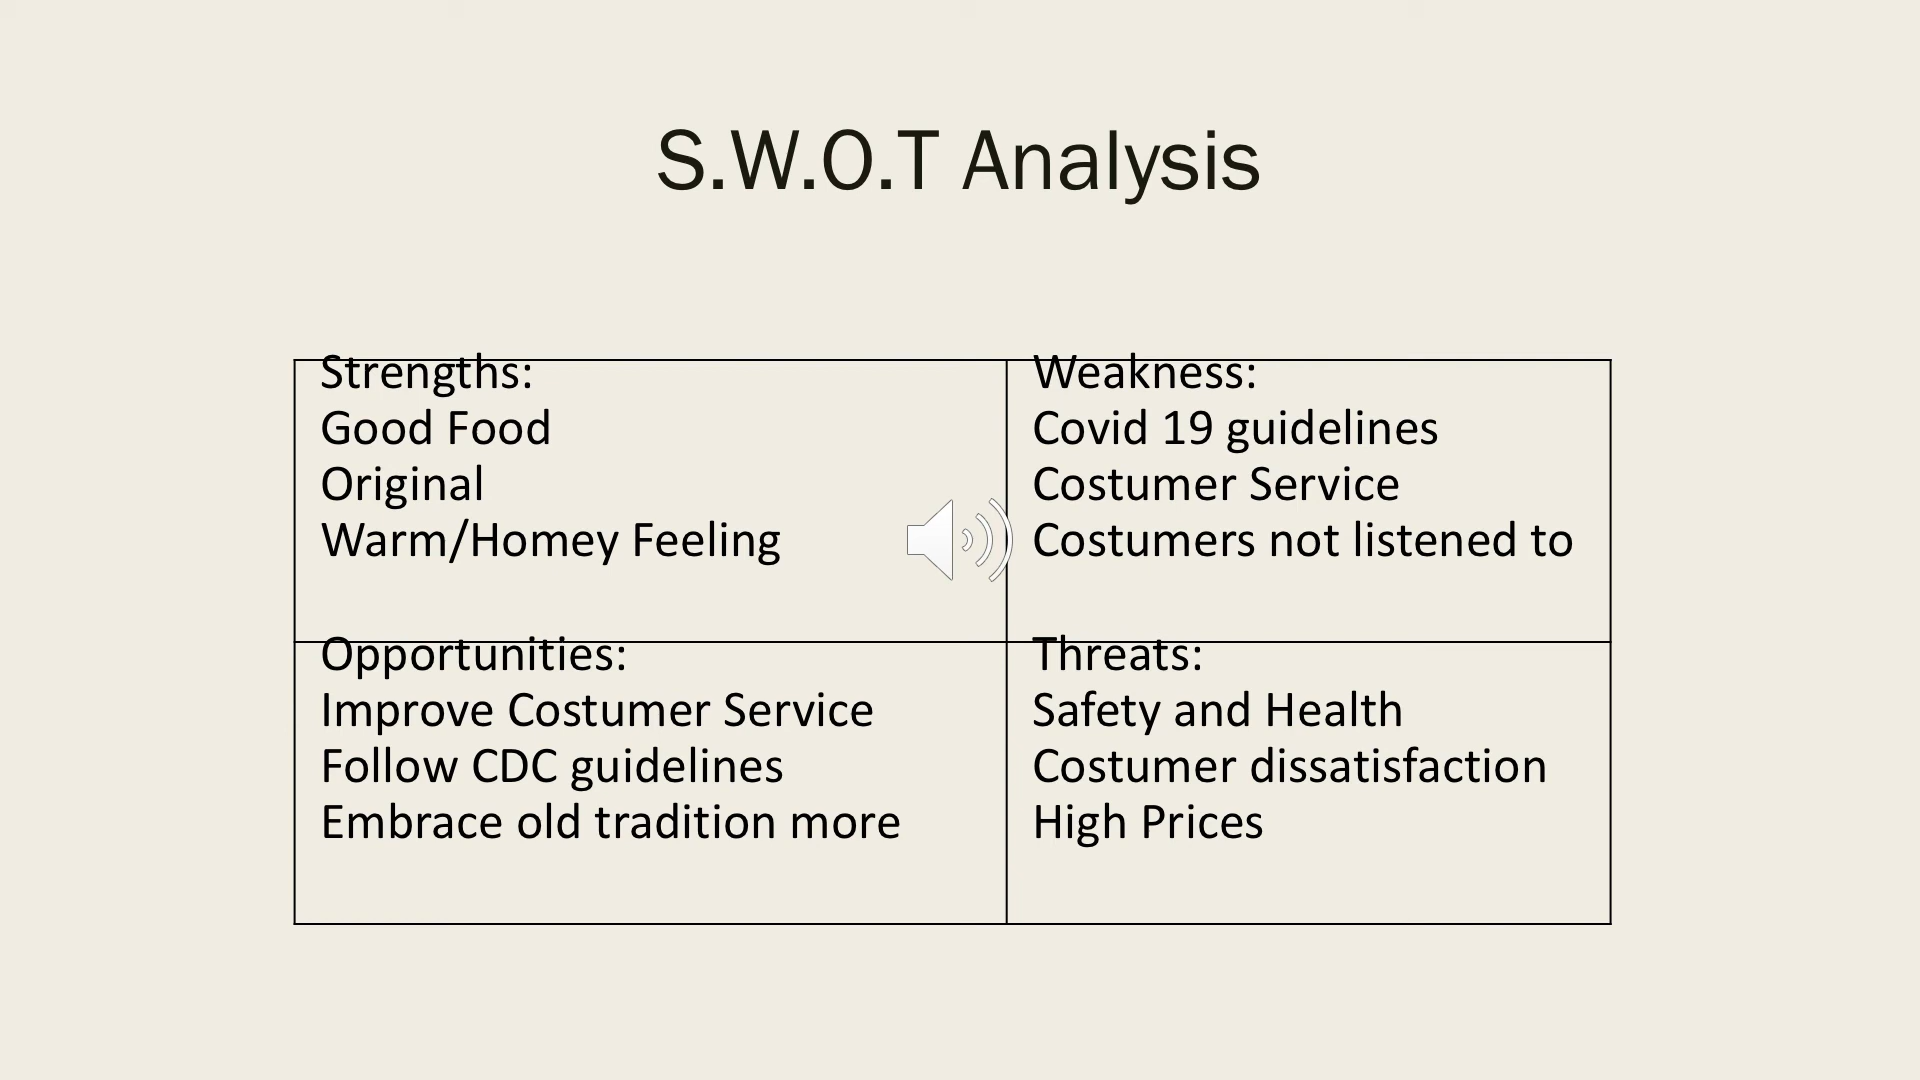 S.W.O.T Analysis
Strengths:
Good Food
Original
Warm/Homey Feeling
Weakness:
Covid 19 guidelines
Costumer Service
Costumers not listened to
Opportunities:
Improve Costumer Service
Follow CDC guidelines
Embrace old tradition more
Threats:
Safety and Health
Costumer dissatisfaction
High Prices